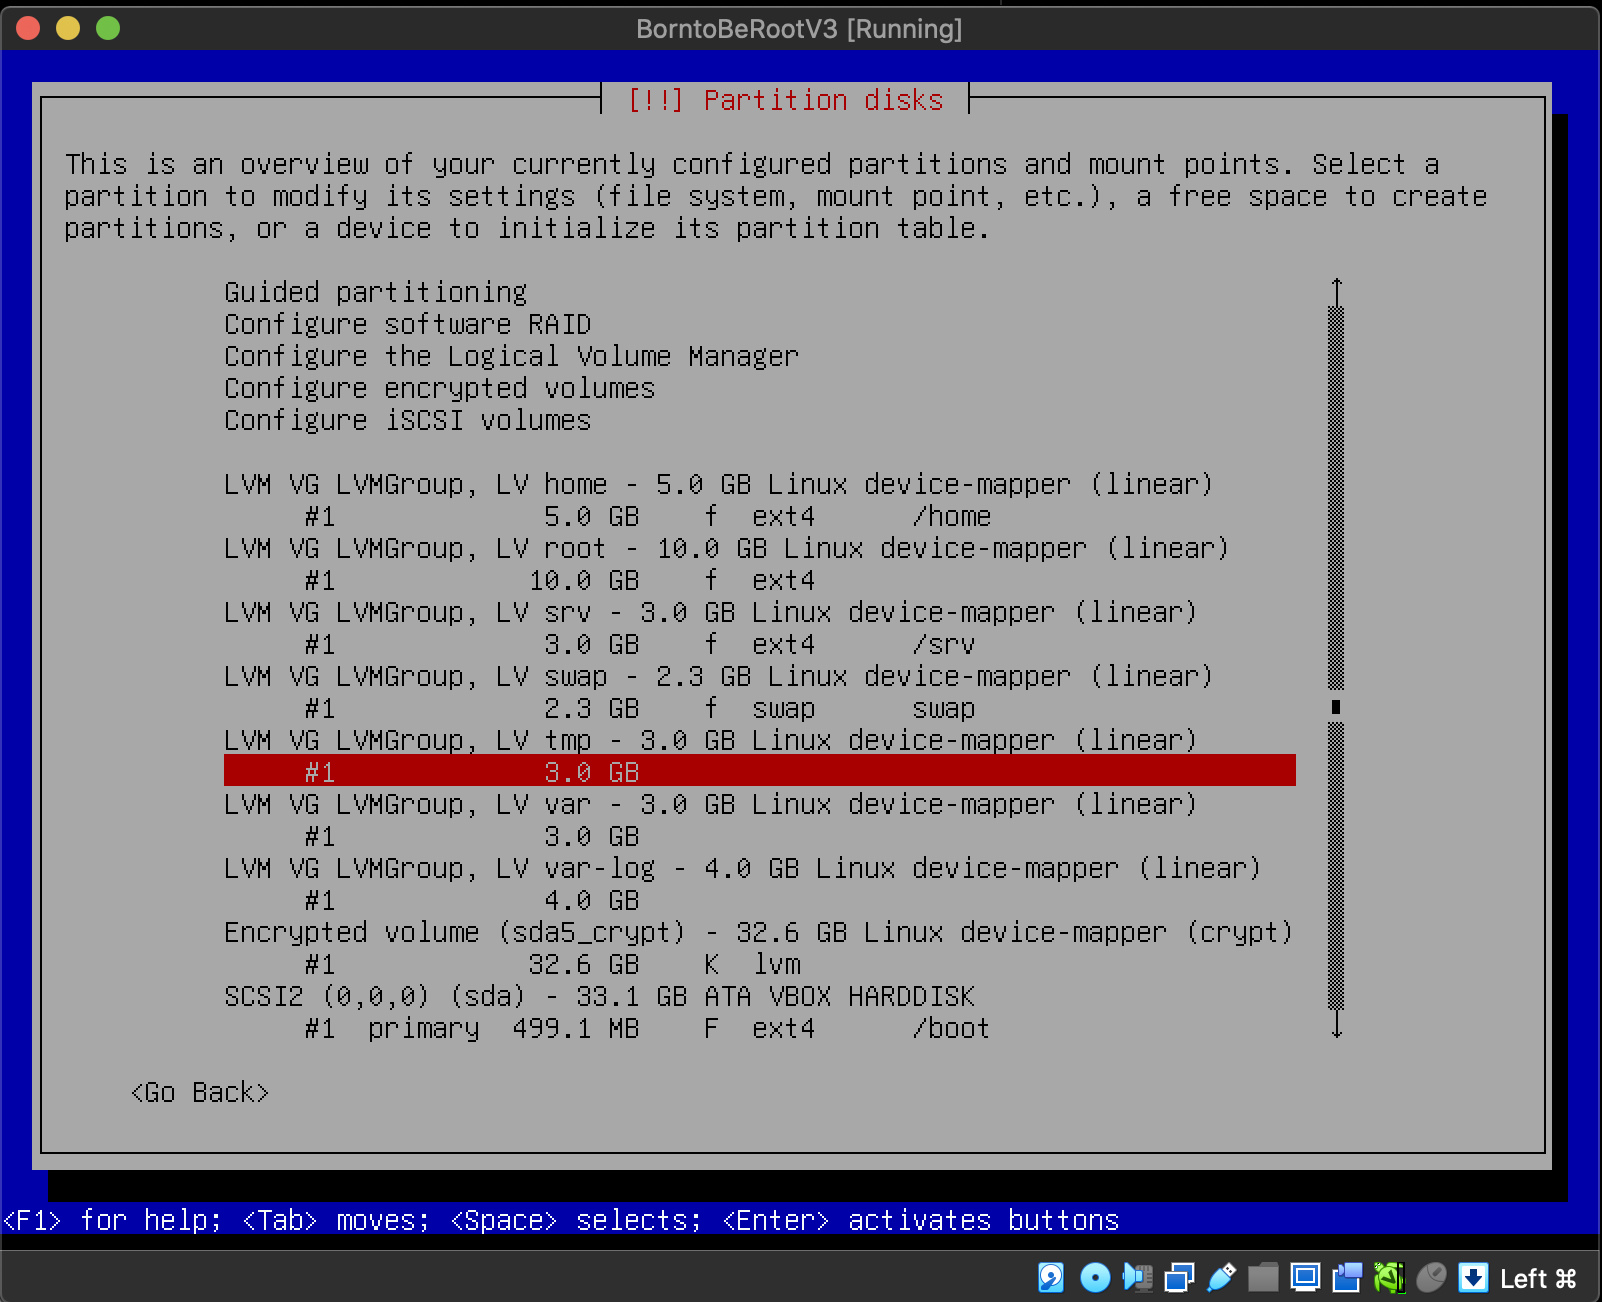 BorntoBeRootV3 [Running]
[!!] Partition disks
This is an overview of your currently configured partitions and mount points. Select a
partition to modify its settings (file system, mount point, etc.), a free space to create
partitions, or a device to initialize its partition table.
Guided partitioning
Configure software RAID
Configure the Logical Volume Manager
Configure encrypted volumes
Configure iSCSI volumes
LVM VG LVMGroup, LV home - 5.0 GB Linux device-mapper (linear)
#1 5.0 GB f ext4 /home
LVM VG LVMGroup, LV root - 10.0 GB Linux device-mapper (linear)
#1 10.0 GB f ext4
LVM VG LVMGroup, LV srv - 3.0 GB Linux device-mapper (linear)
#1 3.0 GB f ext4 /srv
LVM VG LVMGroup, LV swap - 2.3 GB Linux device-mapper (linear)
#1 2.3 GB f swap swap
LVM VG LVMGroup, LV tmp - 3.0 GB Linux device-mapper (linear)
#1 3.0 GB
LVM VG LVMGroup, LV var - 3.0 GB Linux device-mapper (linear)
#1 3.0 GB
LVM VG LVMGroup, LV var-log - 4.0 GB Linux device-mapper (linear)
#1 4.0 GB
Encrypted volume (sda5_crypt) - 32.6 GB Linux device-mapper (crypt)
#1 32.6 GB K lvm
SCSI2 (0,0,0) (sda) - 33.1 GB ATA VBOX HARDDISK
#1 primary 499.1 MB F ext4 /boot
<Go Back>
<F1> for help; <Tab> moves; <Space> selects; <Enter> activates buttons
Left ⌘